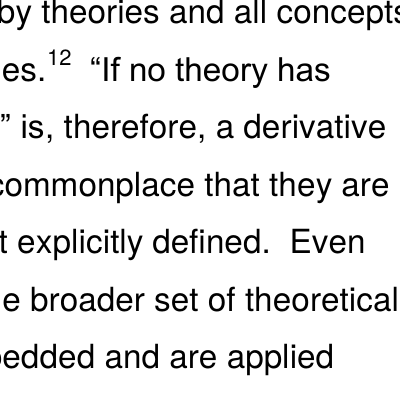 by theories and all concepts
es.12 “If no theory has
” is, therefore, a derivative
commonplace that they are
t explicitly defined. Even
e broader set of theoretical
bedded and are applied